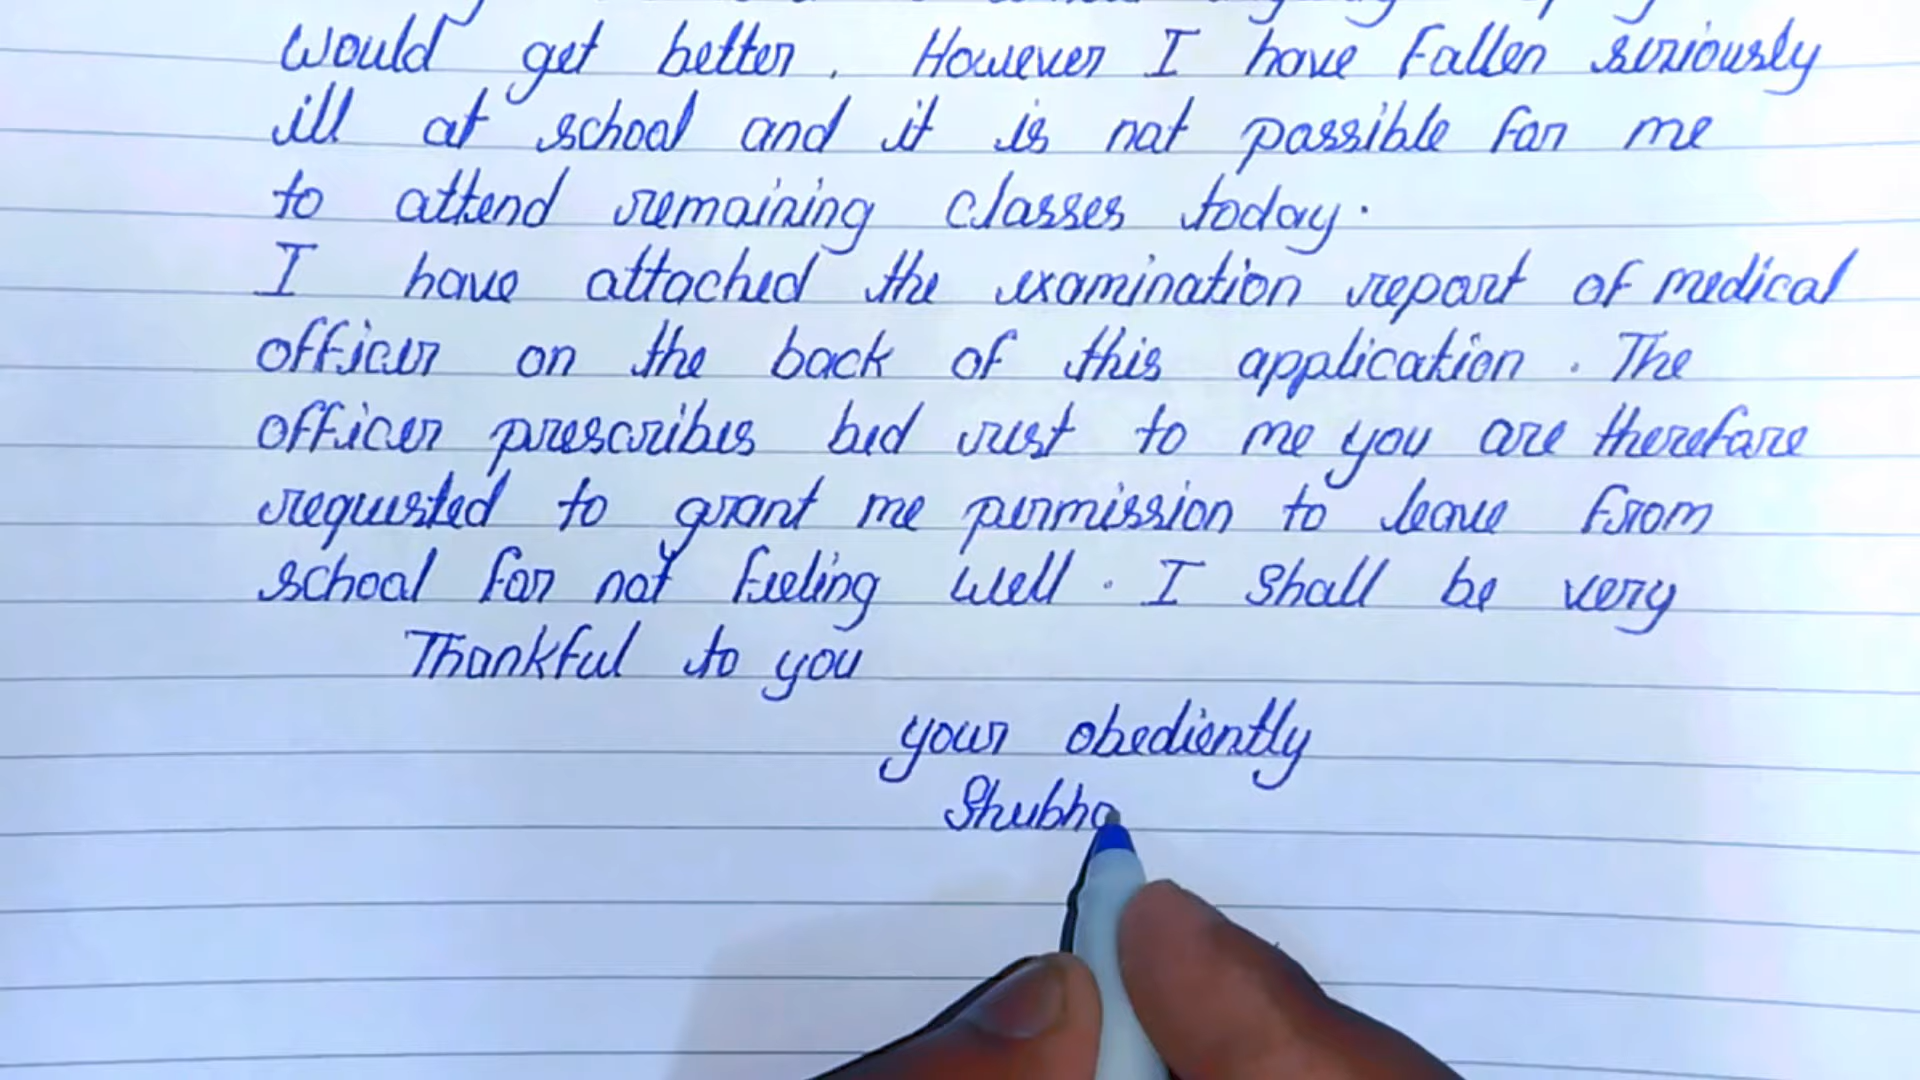 would get better. However I have Fallen seriously
ill at school and it is not possible for me
to attend remaining classes today.
I have attached the examination report of medical
officer on the back of this application. The
officer prescribes bed rest to me you are therefore
requested to grant me permission to leave from
school for not feeling well. I shall be very
Thankful to you
your obediently
Shubha